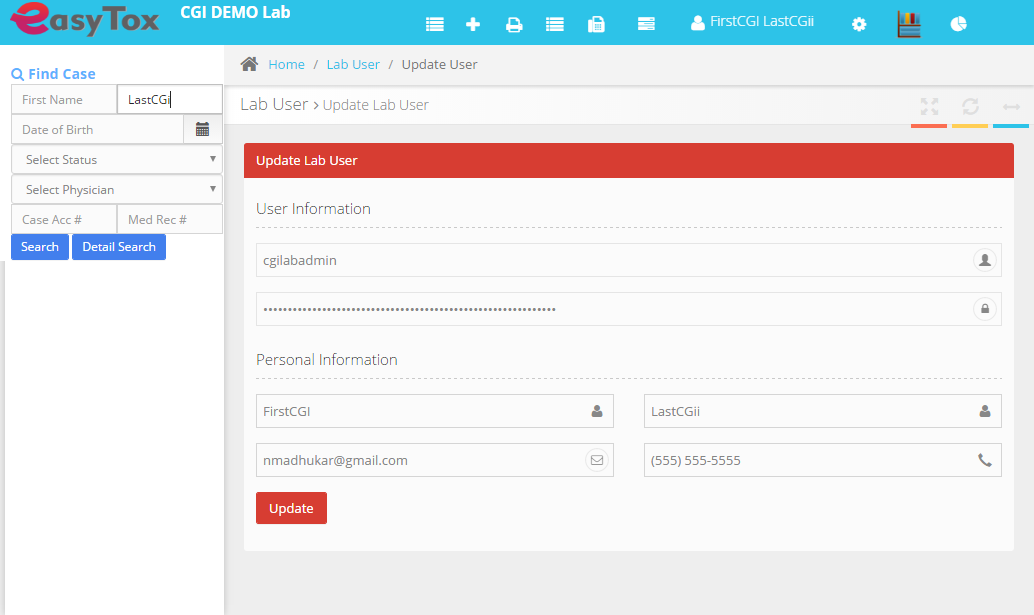 easyTox
CGI DEMO Lab
FirstCGI LastCGii
Find Case
First Name
LastCGi
Date of Birth
Select Status
Select Physician
Case Acc #
Med Rec #
Search
Detail Search
Home / Lab User / Update User
Lab User > Update Lab User
Update Lab User
User Information
cgilabadmin
Personal Information
FirstCGI
LastCGii
nmadhukar@gmail.com
(555) 555-5555
Update